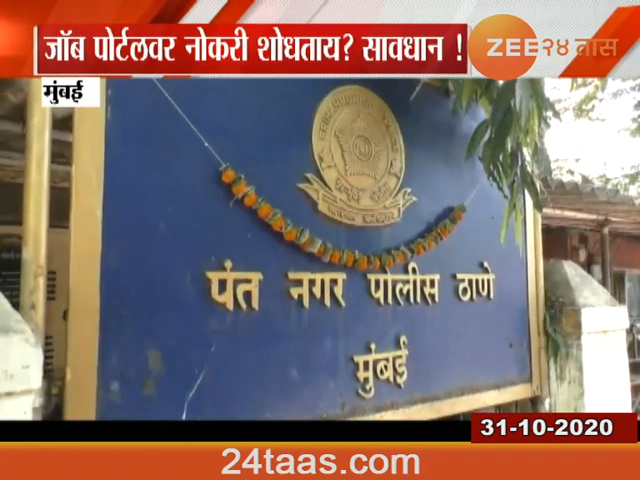 जॉब पोर्टलवर नोकरी शोधताय? सावधान !
ZEE २४ तास
मुंबई
पंत नगर पोलीस ठाणे
मुंबई
31-10-2020
24taas.com